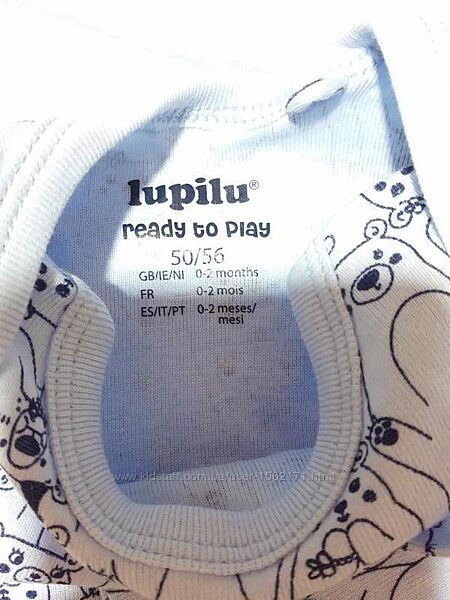 lupilu®
ready to play
50/56
GB/IE/NI 0-2 months
FR 0-2 mois
ES/IT/PT 0-2 meses/
mesi